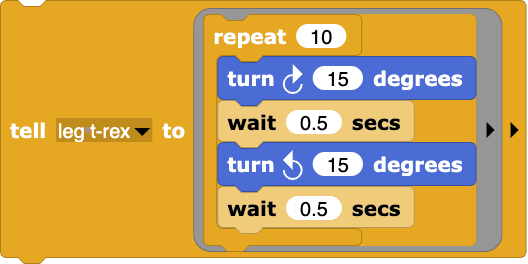 repeat 10
turn 15 degrees
wait 0.5 secs
tell leg t-rex to
turn 15 degrees
wait 0.5 secs